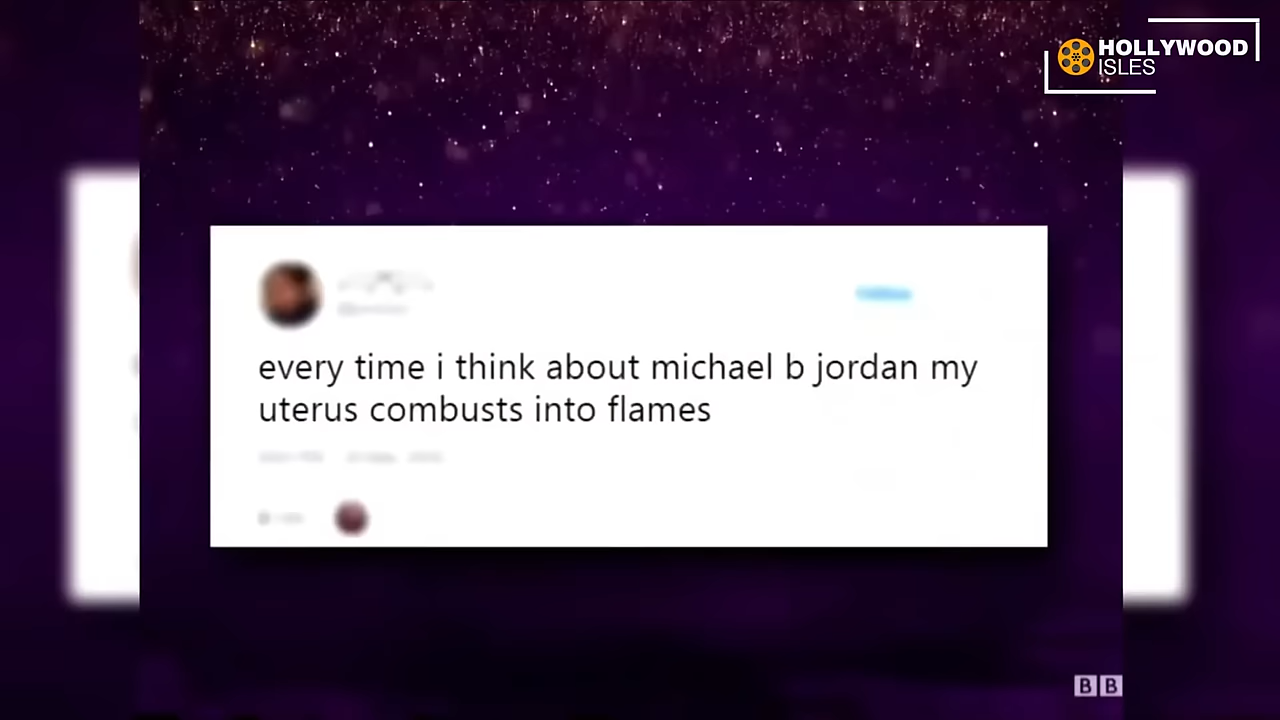 HOLLYWOOD
ISLES
every time i think about michael b jordan my
uterus combusts into flames
BB